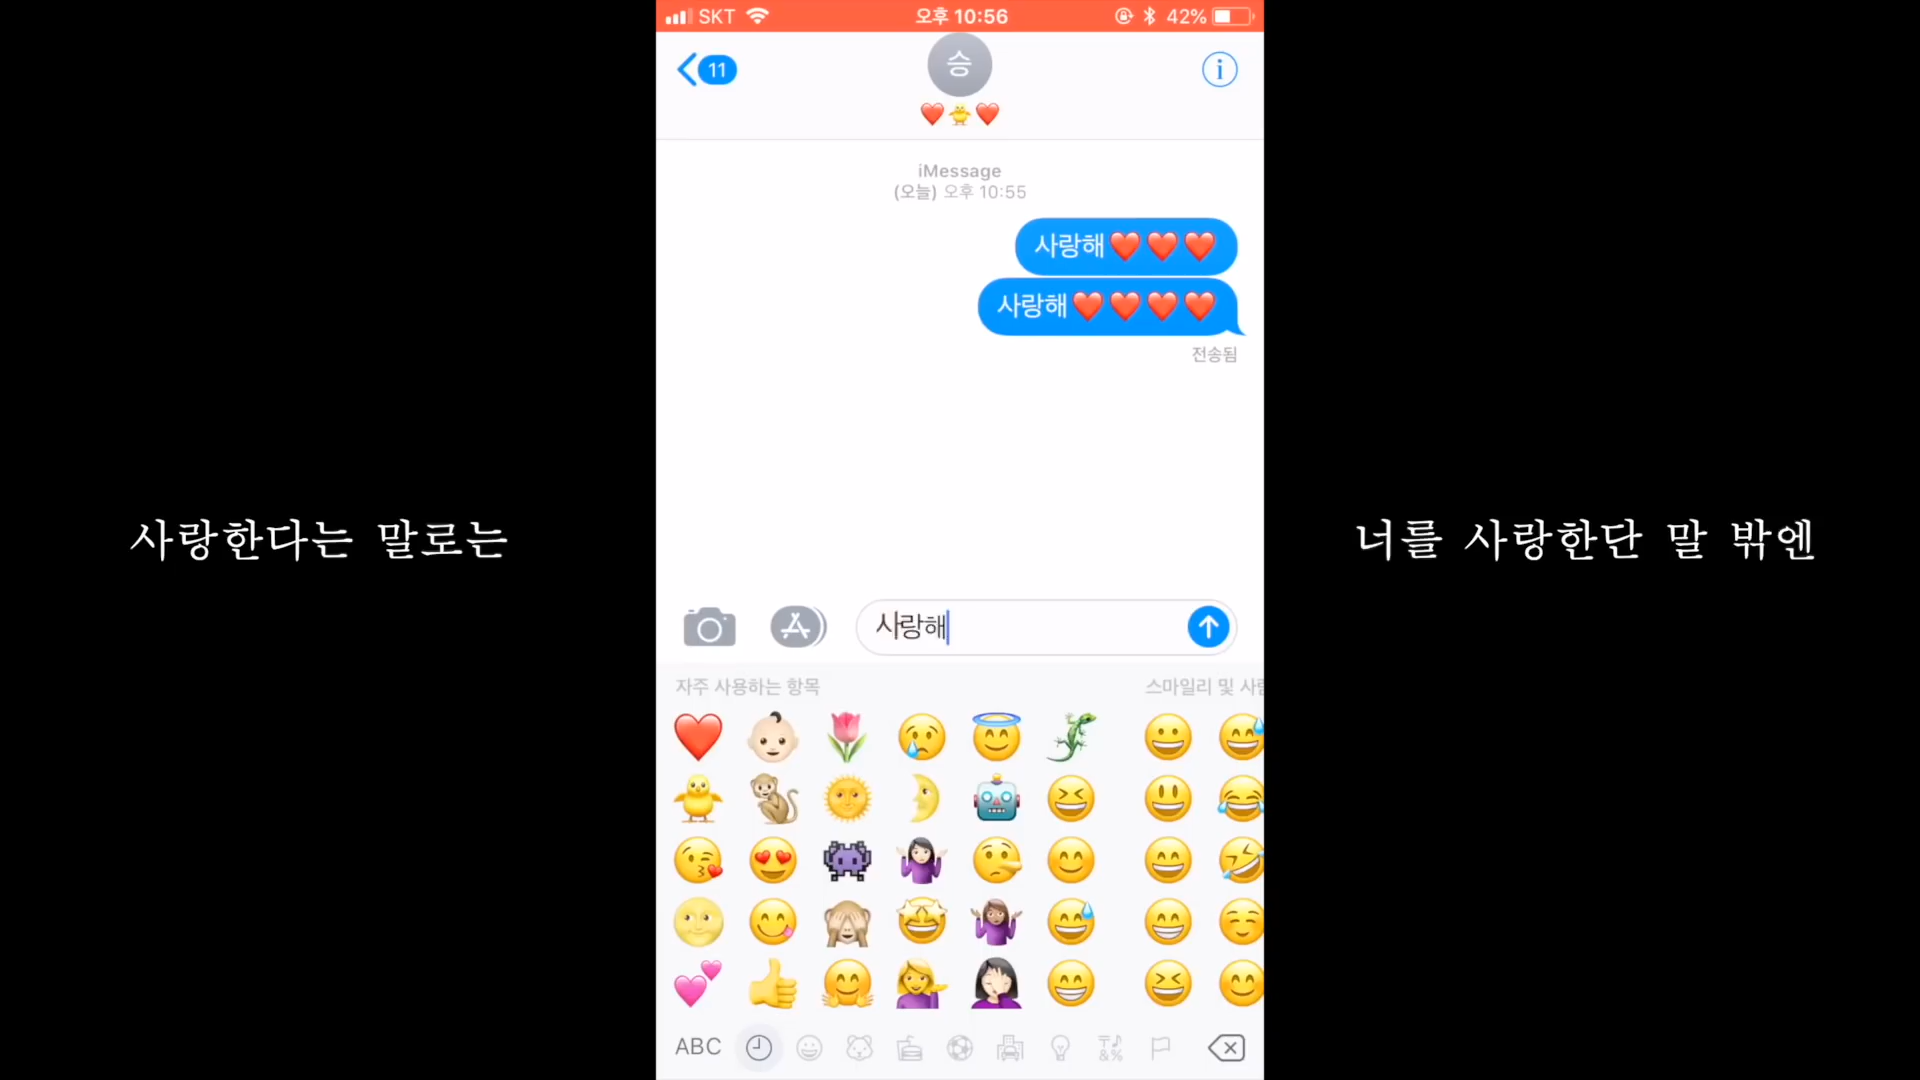 SKT 오후 10:56 42%
11
승
❤️🐥❤️
iMessage
(오늘) 오후 10:55
사랑해❤️❤️❤️
사랑해❤️❤️❤️❤️
전송됨
사랑한다는 말로는
너를 사랑한단 말 밖엔
사랑해
자주 사용하는 항목
스마일리 및 사람
ABC